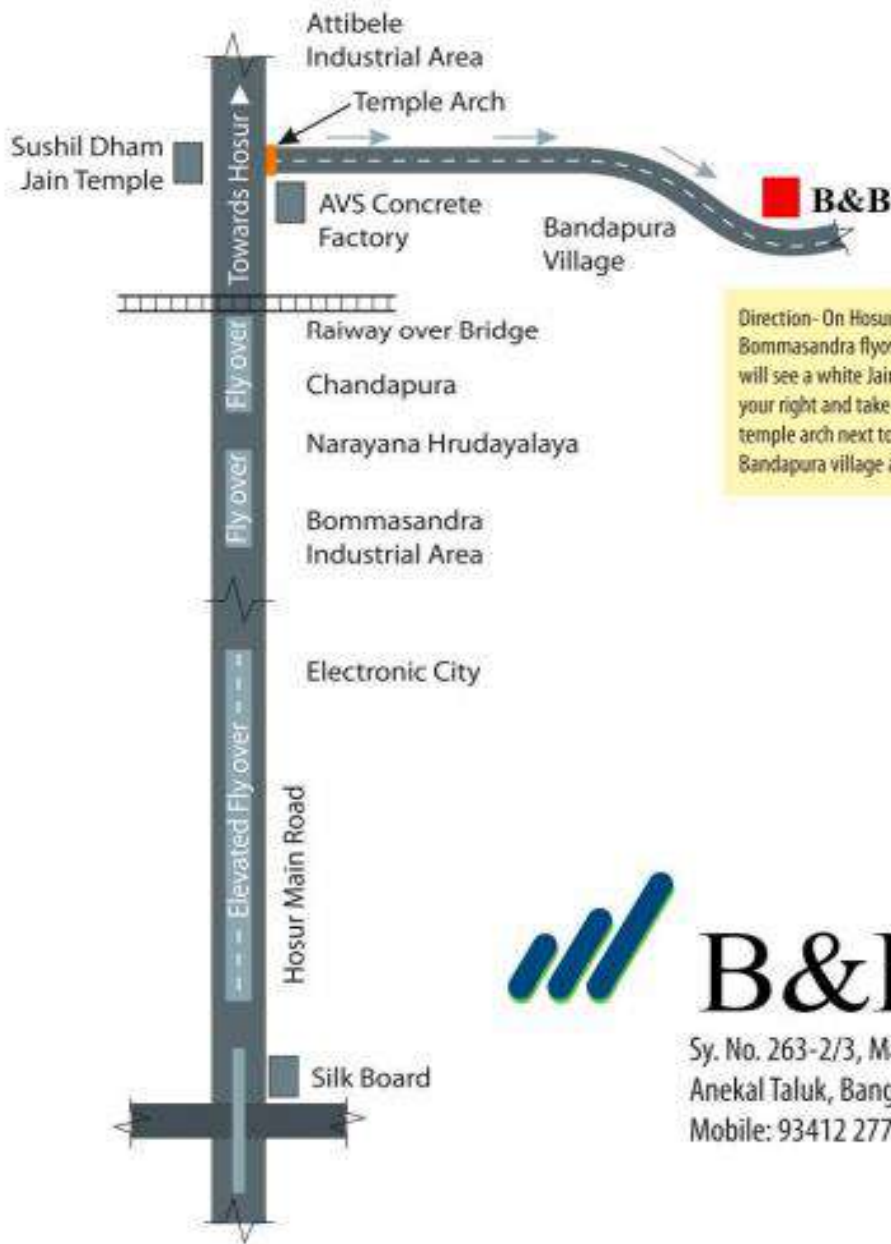 Attibele
Industrial Area
Temple Arch
Sushil Dham
Jain Temple
Towards Hosur
AVS Concrete
Factory
Bandapura
Village
B&B
Raiway over Bridge
Fly over
Chandapura
Narayana Hrudayalaya
Fly over
Bommasandra
Industrial Area
Direction- On Hosur
Bommasandra
will see a white Jain
your right and take
temple arch next to
Bandapura village
Electronic City
Elevated Fly over
Hosur Main Road
Silk Board
B&
Sy. No. 263-2/3,
Anekal Taluk,
Mobile: 93412 277